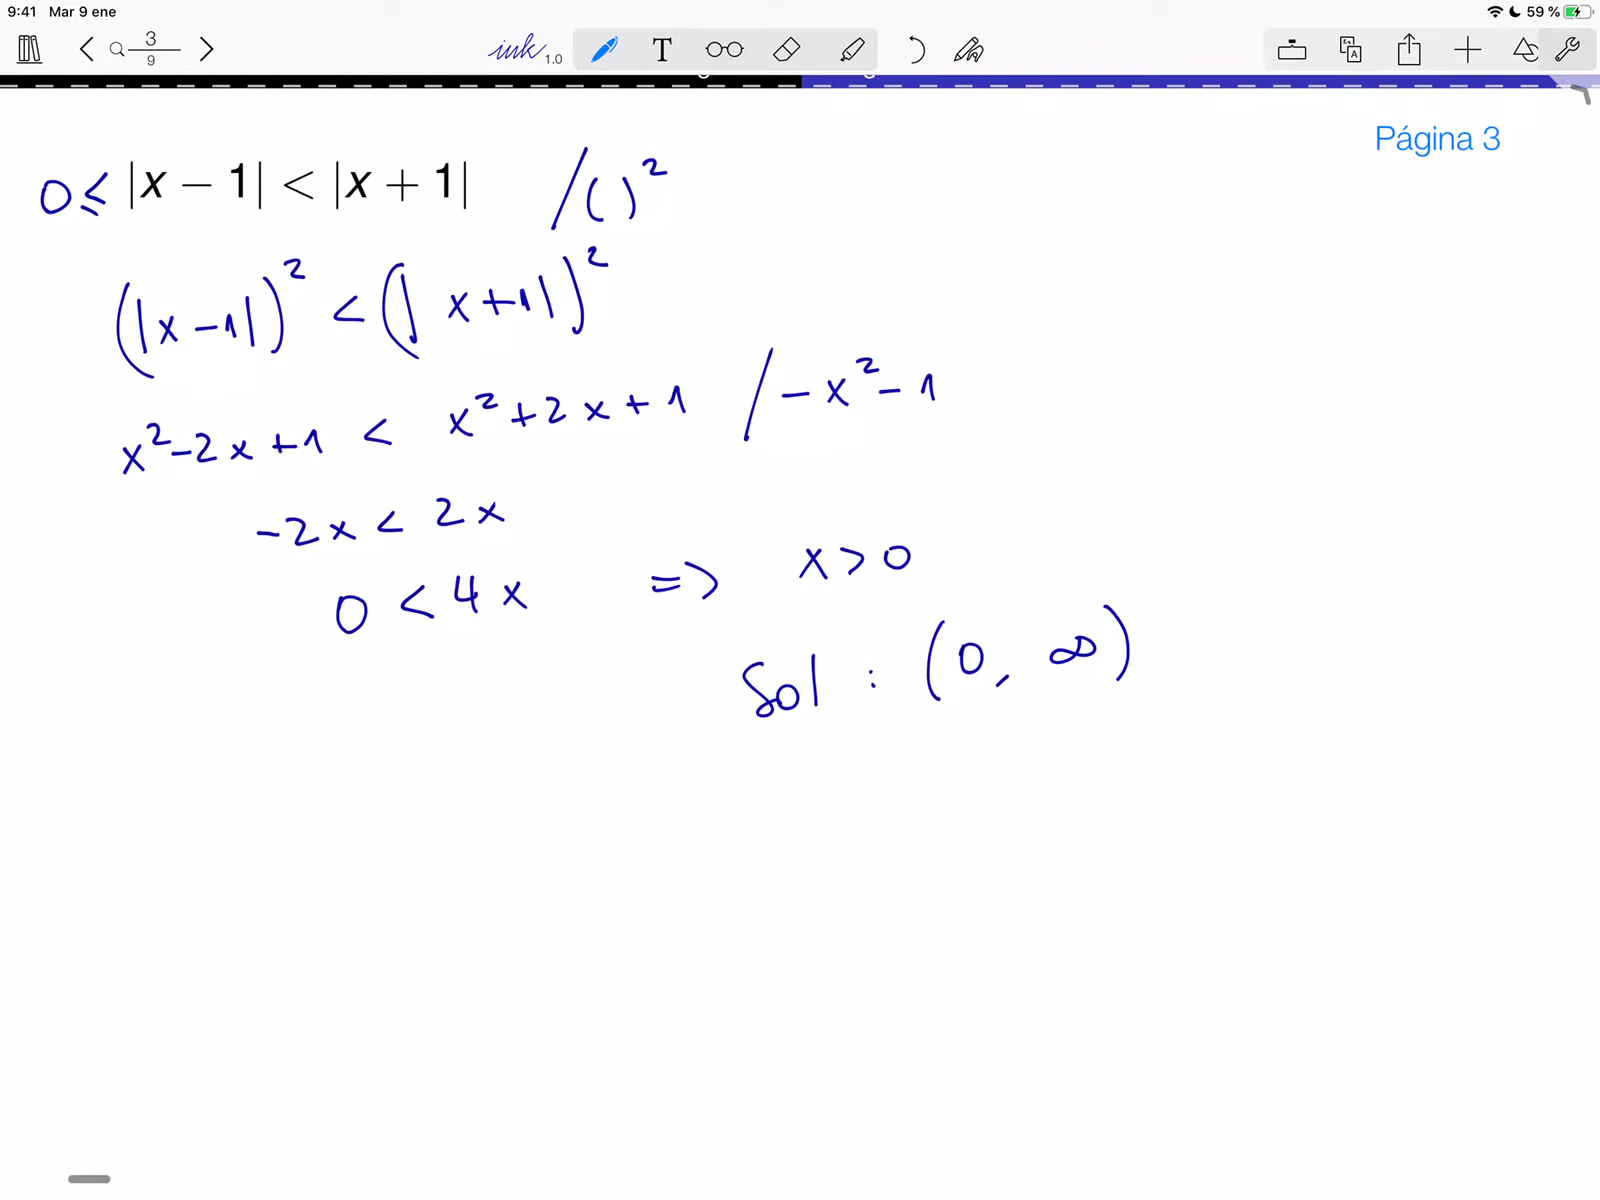 9:41 Mar 9 ene 59 %
3
9
ink 1.0 T
Página 3
0 ≤ |x − 1| < |x + 1| / ( )²
(|x−1|)² < (|x+1|)²
x²−2x+1 < x²+2x+1 / −x²−1
−2x < 2x
0 < 4x => x > 0
Sol : (0, ∞)